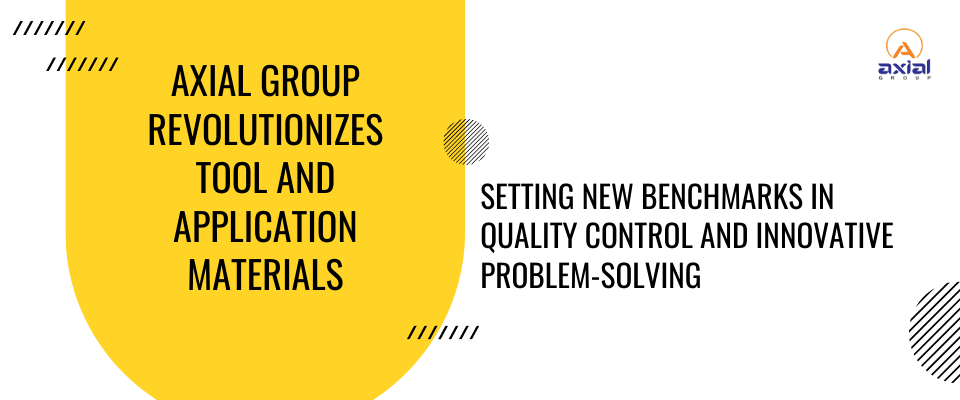 AXIAL GROUP
REVOLUTIONIZES
TOOL AND
APPLICATION
MATERIALS
axial
GROUP
SETTING NEW BENCHMARKS IN
QUALITY CONTROL AND INNOVATIVE
PROBLEM-SOLVING